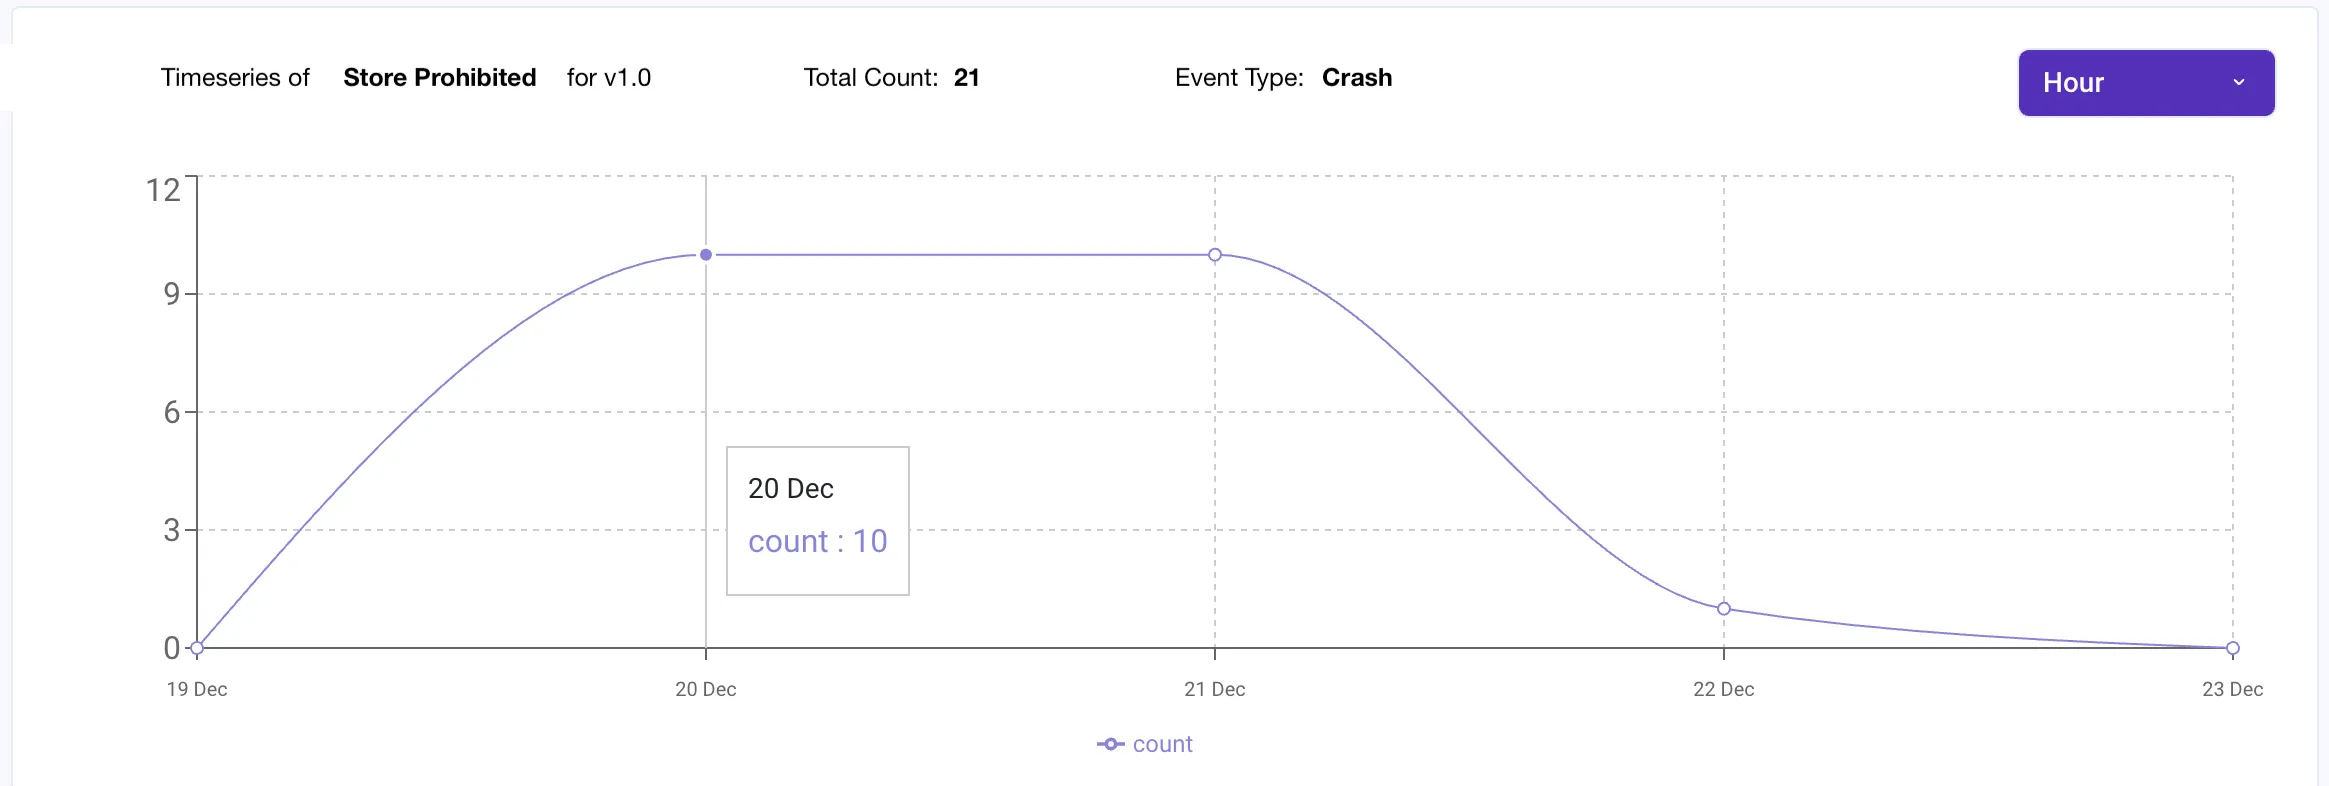 Timeseries of Store Prohibited for v1.0 Total Count: 21 Event Type: Crash Hour
12
9
6
3
0
20 Dec
count : 10
19 Dec 20 Dec 21 Dec 22 Dec 23 Dec
count